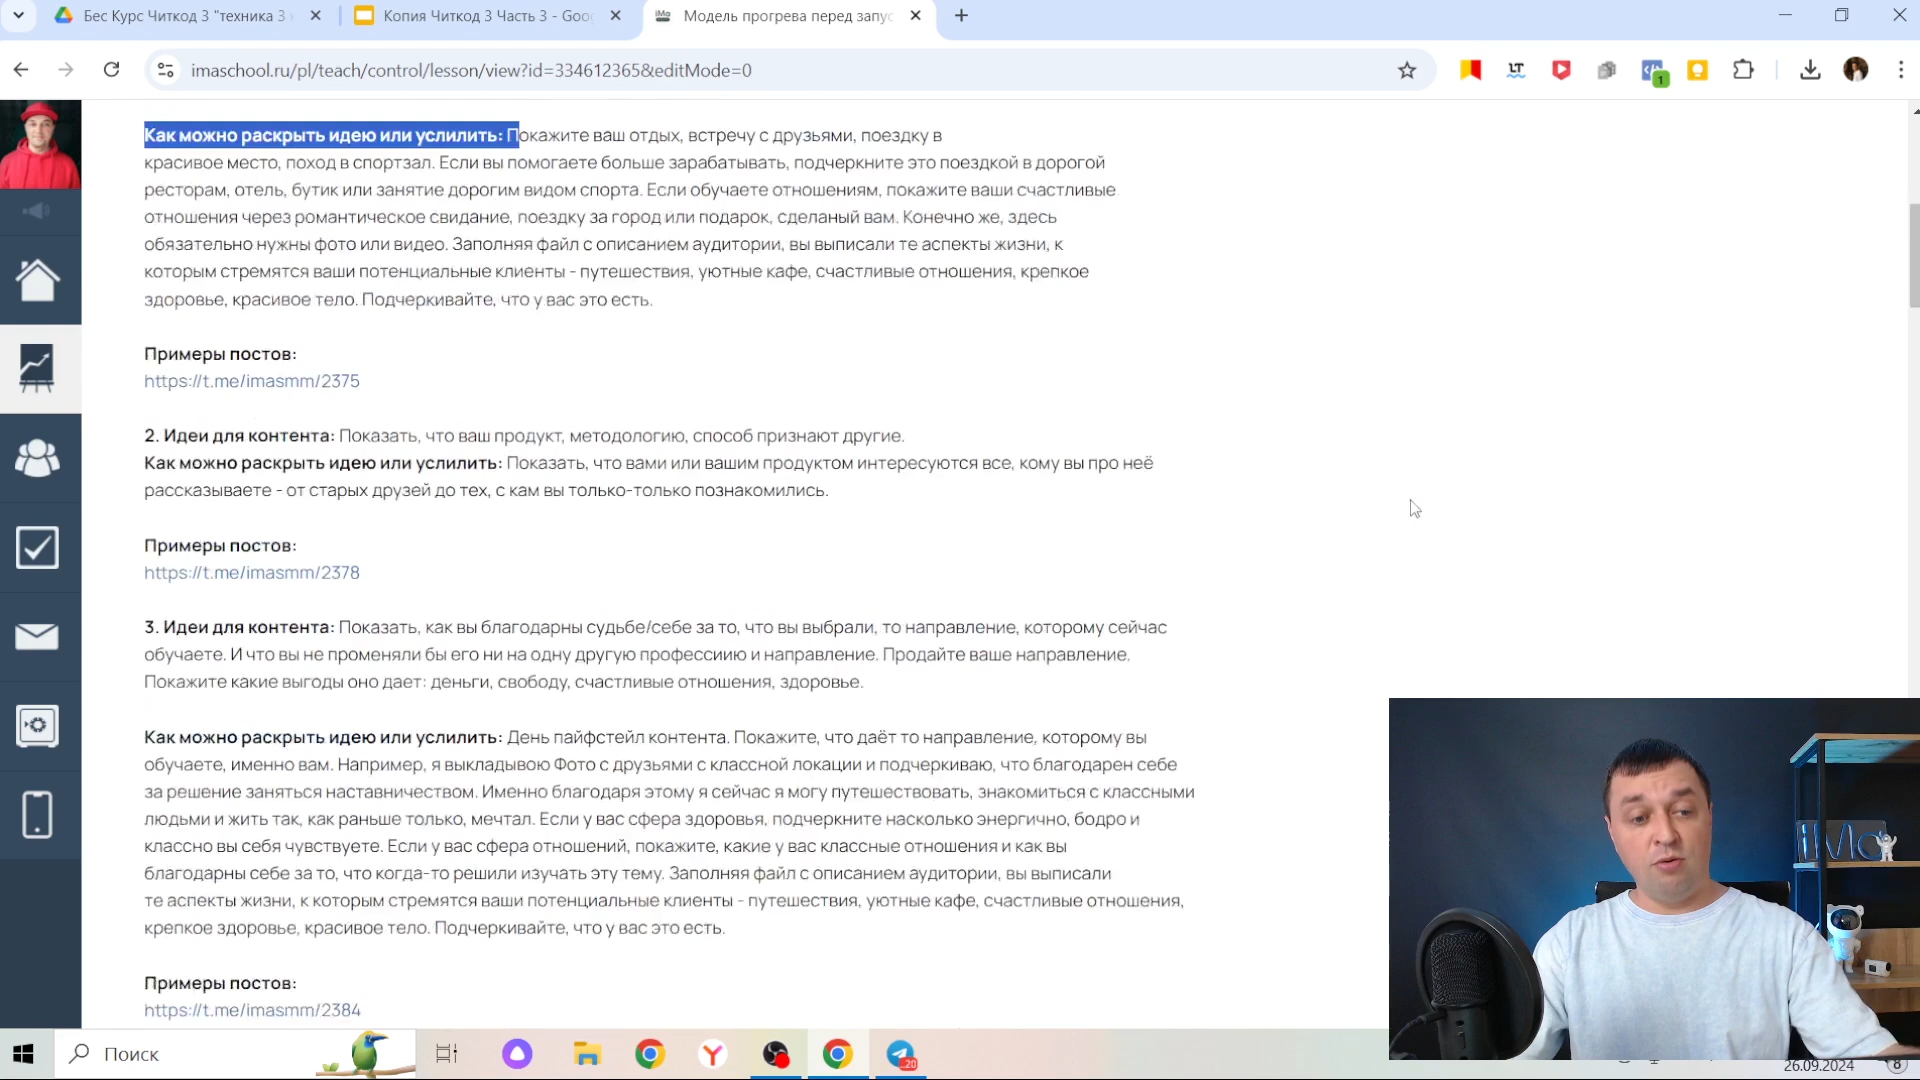 Бес Курс Читкод 3 "техника 3
Копия Читкод 3 Часть 3 - Goo
iMa Модель прогрева перед запус
imaschool.ru/pl/teach/control/lesson/view?id=334612365&editMode=0
LT
1
Как можно раскрыть идею или услилить: Покажите ваш отдых, встречу с друзьями, поездку в
красивое место, поход в спортзал. Если вы помогаете больше зарабатывать, подчеркните это поездкой в дорогой
ресторам, отель, бутик или занятие дорогим видом спорта. Если обучаете отношениям, покажите ваши счастливые
отношения через романтическое свидание, поездку за город или подарок, сделаный вам. Конечно же, здесь
обязательно нужны фото или видео. Заполняя файл с описанием аудитории, вы выписали те аспекты жизни, к
которым стремятся ваши потенциальные клиенты - путешествия, уютные кафе, счастливые отношения, крепкое
здоровье, красивое тело. Подчеркивайте, что у вас это есть.
Примеры постов:
https://t.me/imasmm/2375
2. Идеи для контента: Показать, что ваш продукт, методологию, способ признают другие.
Как можно раскрыть идею или услилить: Показать, что вами или вашим продуктом интересуются все, кому вы про неё
рассказываете - от старых друзей до тех, с кам вы только-только познакомились.
Примеры постов:
https://t.me/imasmm/2378
3. Идеи для контента: Показать, как вы благодарны судьбе/себе за то, что вы выбрали, то направление, которому сейчас
обучаете. И что вы не променяли бы его ни на одну другую профессиию и направление. Продайте ваше направление.
Покажите какие выгоды оно дает: деньги, свободу, счастливые отношения, здоровье.
Как можно раскрыть идею или услилить: День пайфстейл контента. Покажите, что даёт то направление, которому вы
обучаете, именно вам. Например, я выкладывою Фото с друзьями с классной локации и подчеркиваю, что благодарен себе
за решение заняться наставничеством. Именно благодаря этому я сейчас я могу путешествовать, знакомиться с классными
людьми и жить так, как раньше только, мечтал. Если у вас сфера здоровья, подчеркните насколько энергично, бодро и
классно вы себя чувствуете. Если у вас сфера отношений, покажите, какие у вас классные отношения и как вы
благодарны себе за то, что когда-то решили изучать эту тему. Заполняя файл с описанием аудитории, вы выписали
те аспекты жизни, к которым стремятся ваши потенциальные клиенты - путешествия, уютные кафе, счастливые отношения,
крепкое здоровье, красивое тело. Подчеркивайте, что у вас это есть.
Примеры постов:
https://t.me/imasmm/2384
iMa
Поиск
20
26.09.2024
8